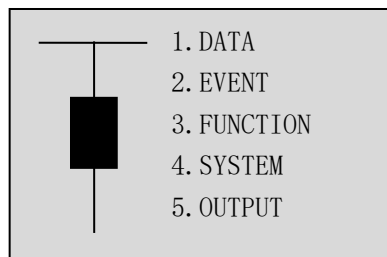 1.DATA
2.EVENT
3.FUNCTION
4.SYSTEM
5.OUTPUT